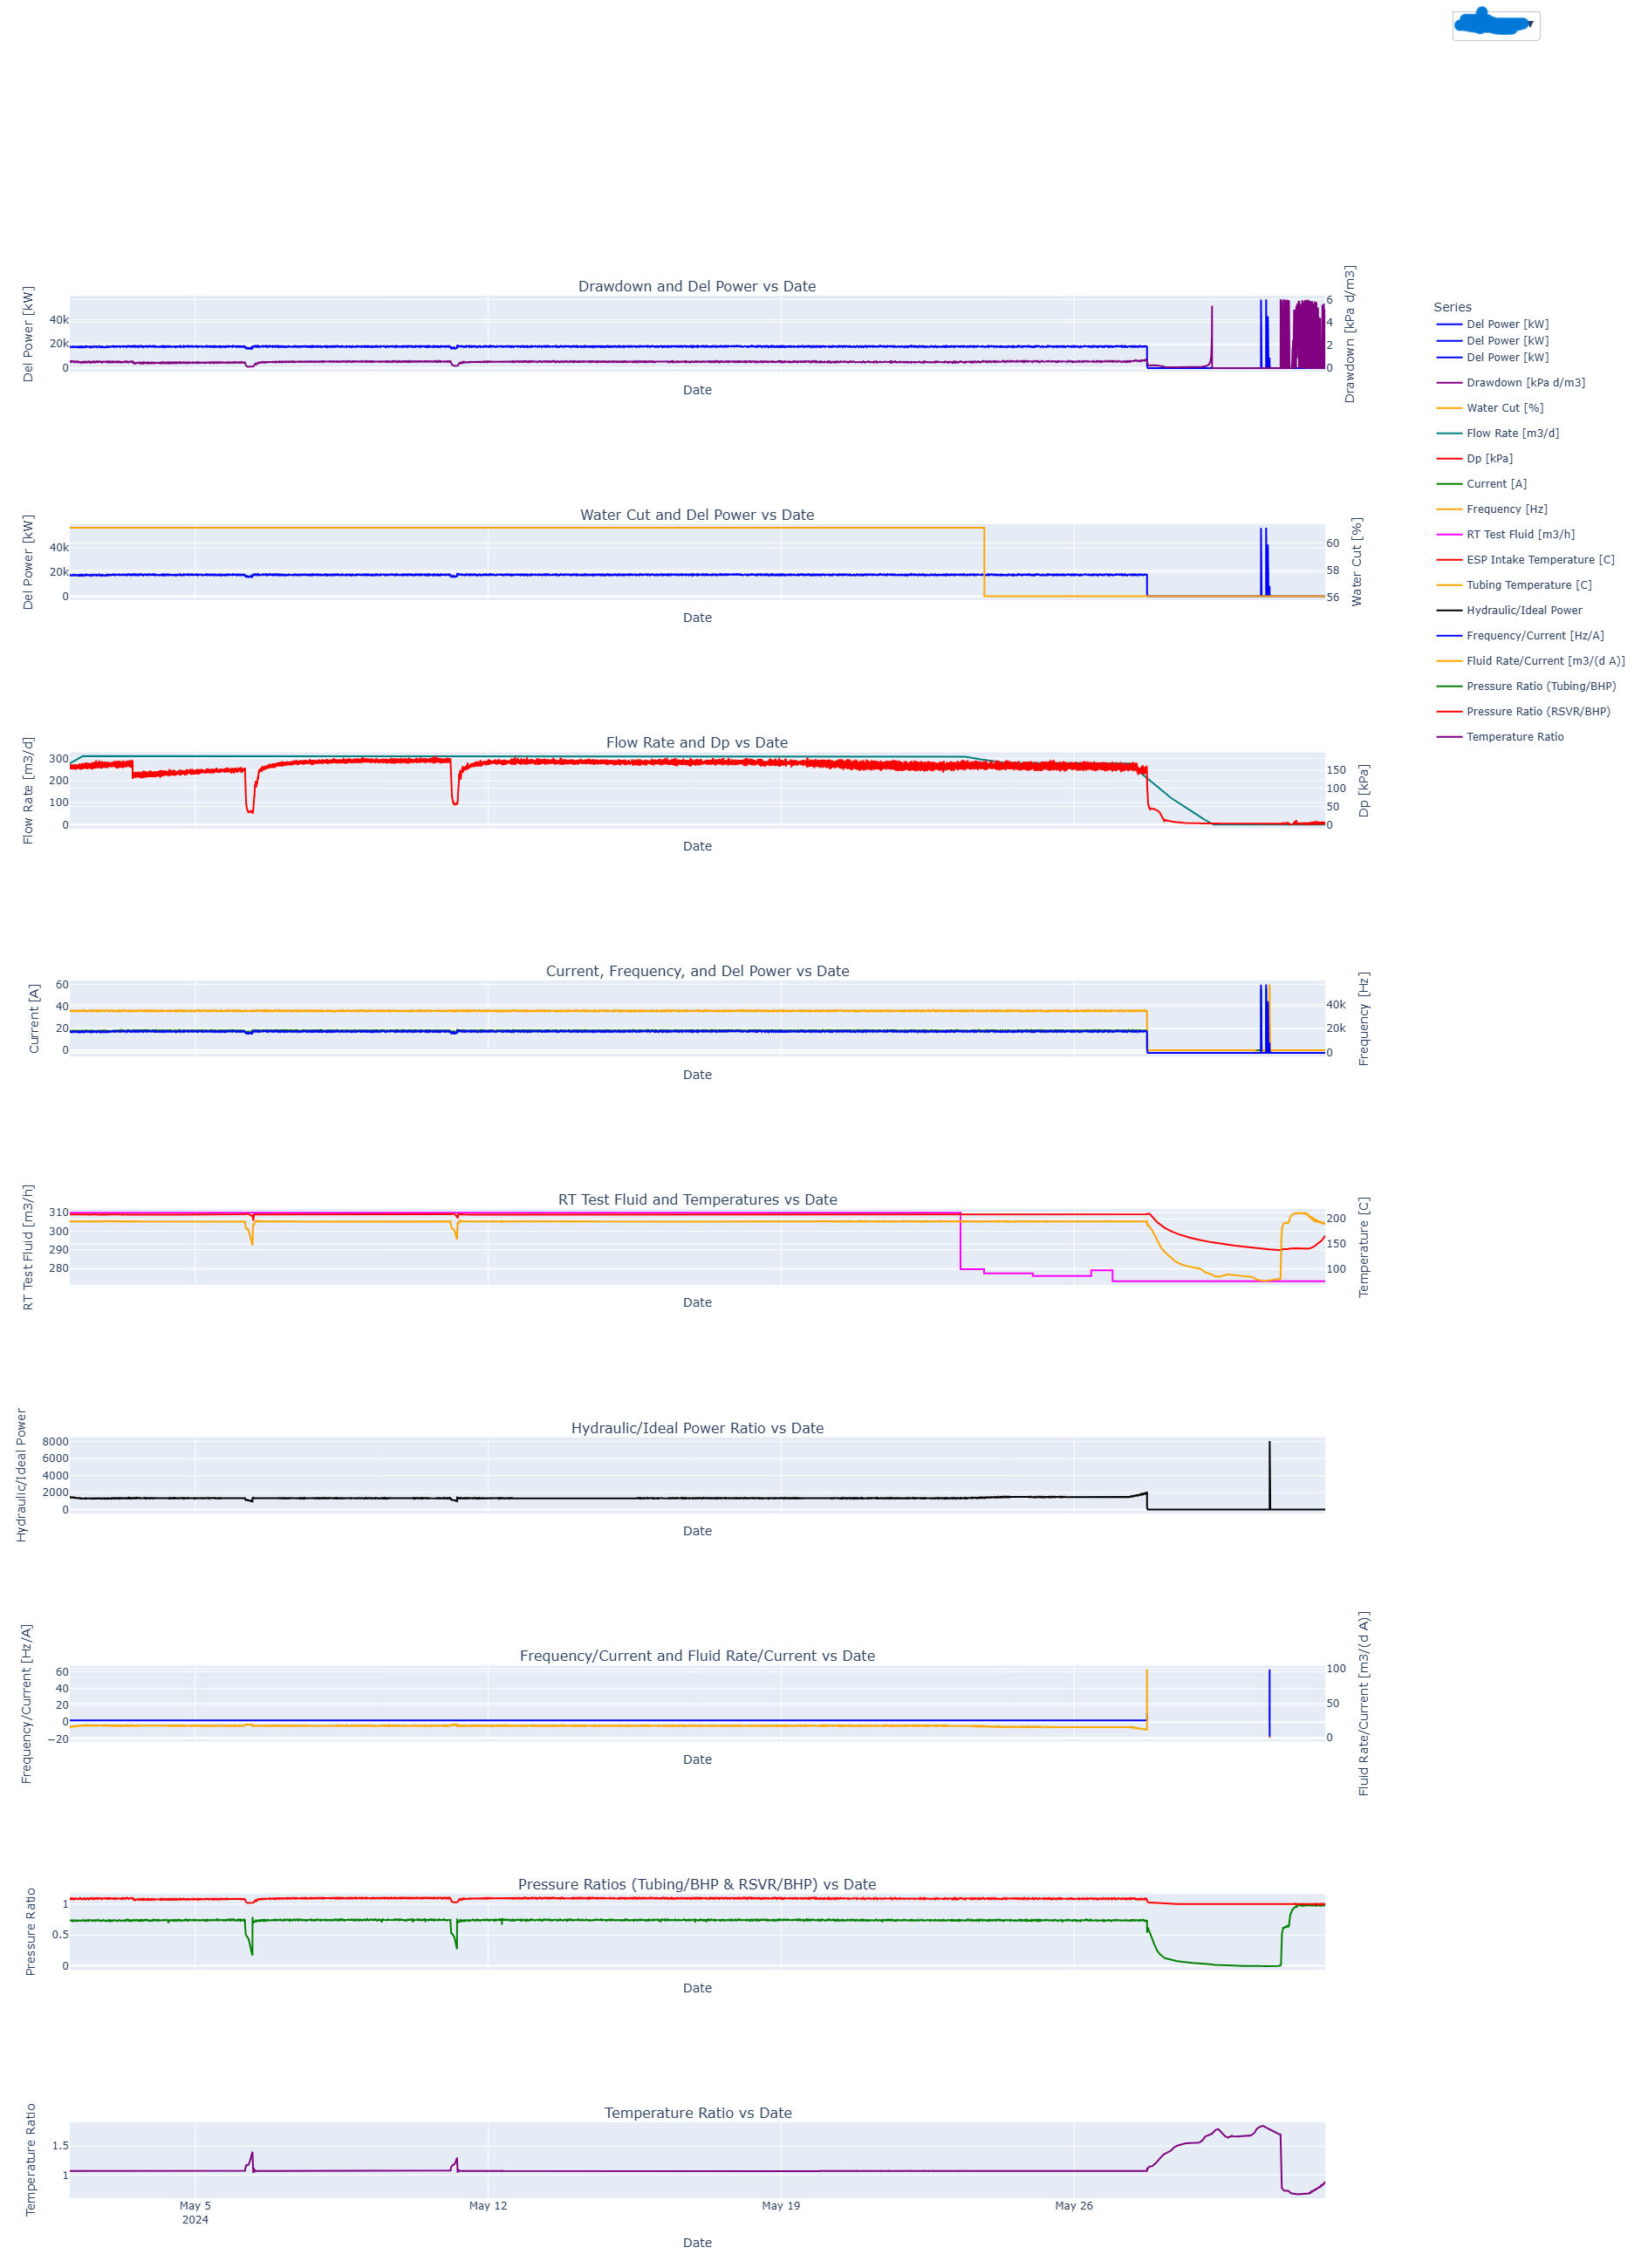 ▼
Drawdown and Del Power vs Date
Del Power [kW]
40k
20k
0
6
4
2
0
Drawdown [kPa d/m3]
Date
Series
Del Power [kW]
Del Power [kW]
Del Power [kW]
Drawdown [kPa d/m3]
Water Cut [%]
Flow Rate [m3/d]
Dp [kPa]
Current [A]
Frequency [Hz]
RT Test Fluid [m3/h]
ESP Intake Temperature [C]
Tubing Temperature [C]
Hydraulic/Ideal Power
Frequency/Current [Hz/A]
Fluid Rate/Current [m3/(d A)]
Pressure Ratio (Tubing/BHP)
Pressure Ratio (RSVR/BHP)
Temperature Ratio
Water Cut and Del Power vs Date
Del Power [kW]
40k
20k
0
60
58
56
Water Cut [%]
Date
Flow Rate and Dp vs Date
Flow Rate [m3/d]
300
200
100
0
150
100
50
0
Dp [kPa]
Date
Current, Frequency, and Del Power vs Date
Current [A]
60
40
20
0
40k
20k
0
Frequency [Hz]
Date
RT Test Fluid and Temperatures vs Date
RT Test Fluid [m3/h]
310
300
290
280
200
150
100
Temperature [C]
Date
Hydraulic/Ideal Power Ratio vs Date
Hydraulic/Ideal Power
8000
6000
4000
2000
0
Date
Frequency/Current and Fluid Rate/Current vs Date
Frequency/Current [Hz/A]
60
40
20
0
−20
100
50
0
Fluid Rate/Current [m3/(d A)]
Date
Pressure Ratios (Tubing/BHP & RSVR/BHP) vs Date
Pressure Ratio
1
0.5
0
Date
Temperature Ratio vs Date
Temperature Ratio
1.5
1
May 5
2024
May 12
May 19
May 26
Date